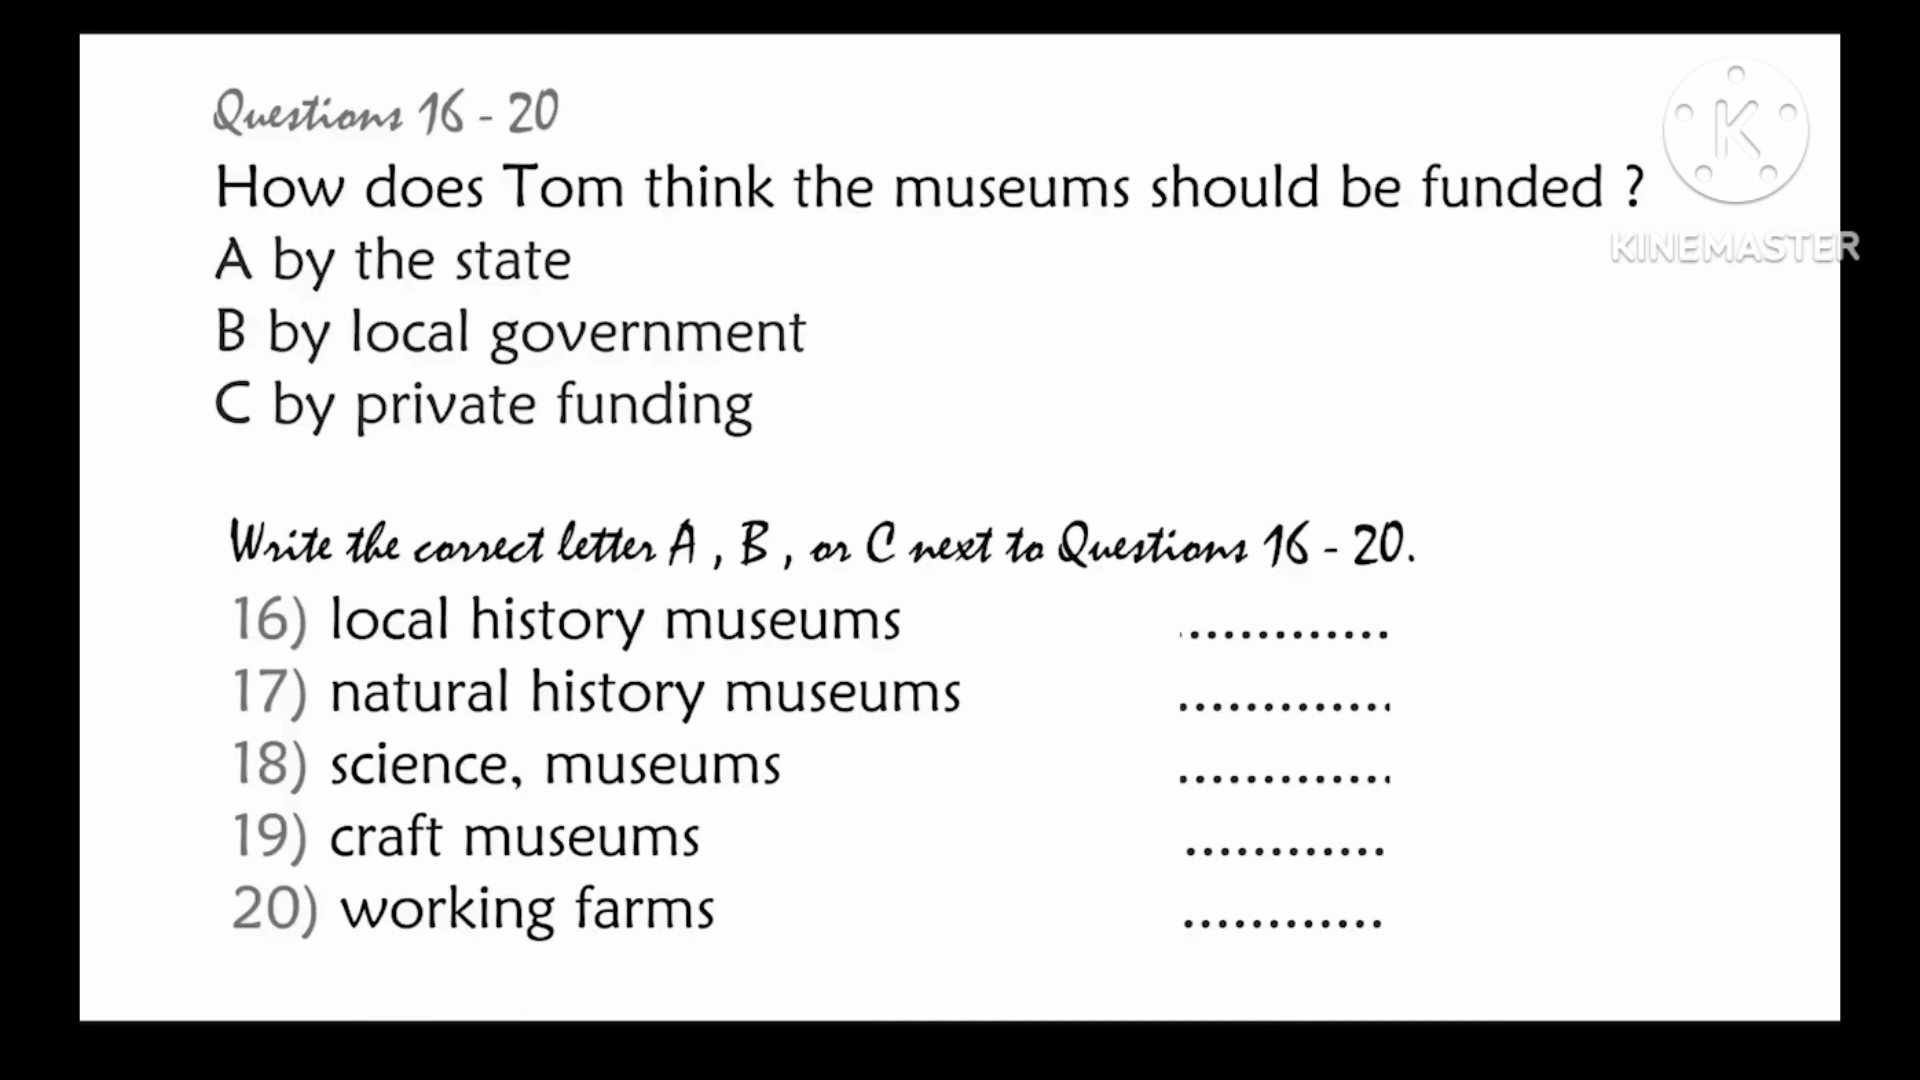 Questions 16 - 20
How does Tom think the museums should be funded ?
A by the state
B by local government
C by private funding
K
KINEMASTER
Write the correct letter A , B , or C next to Questions 16 - 20.
16) local history museums .............
17) natural history museums .............
18) science, museums .............
19) craft museums ............
20) working farms ............